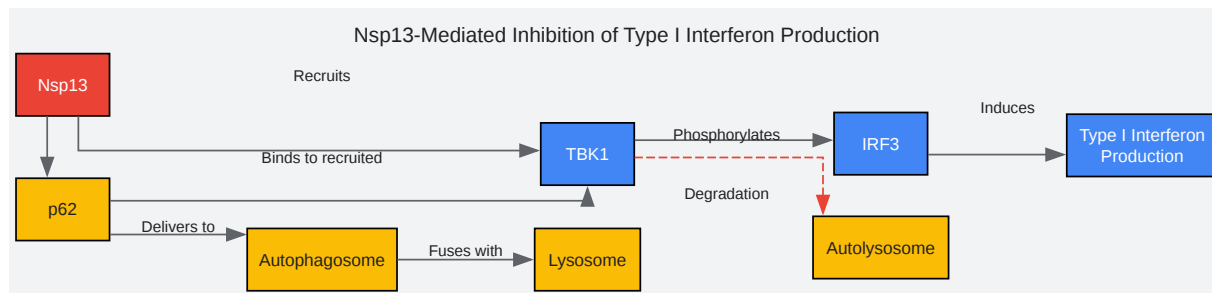 Nsp13-Mediated Inhibition of Type I Interferon Production
Recruits
Nsp13
Induces
Phosphorylates
IRF3
Type I Interferon
Production
TBK1
Binds to recruited
Degradation
p62
Delivers to
Autophagosome
Fuses with
Lysosome
Autolysosome